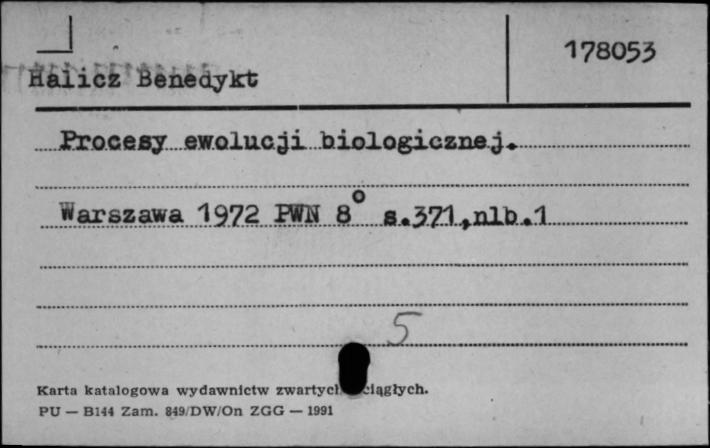 178053
Halicz Benedykt
Procesy ewolucji biologicznej.
Warszawa 1972 PWN 8° s.371,nlb.1
5
Karta katalogowa wydawnictw ciągłych.
PU — B144 Zam. 849/DW/On ZGG — 1991